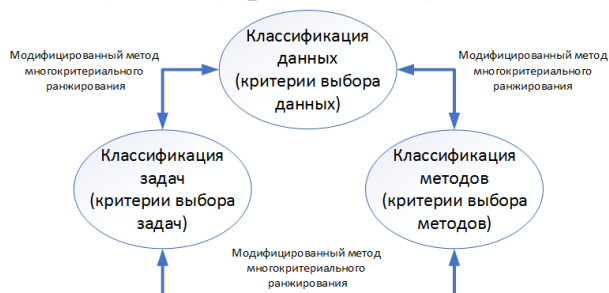 Классификация
данных
(критерии выбора
данных)
Модифицированный метод
многокритериального
ранжирования
Модифицированный метод
многокритериального
ранжирования
Классификация
задач
(критерии выбора
задач)
Классификация
методов
(критерии выбора
методов)
Модифицированный метод
многокритериального
ранжирования